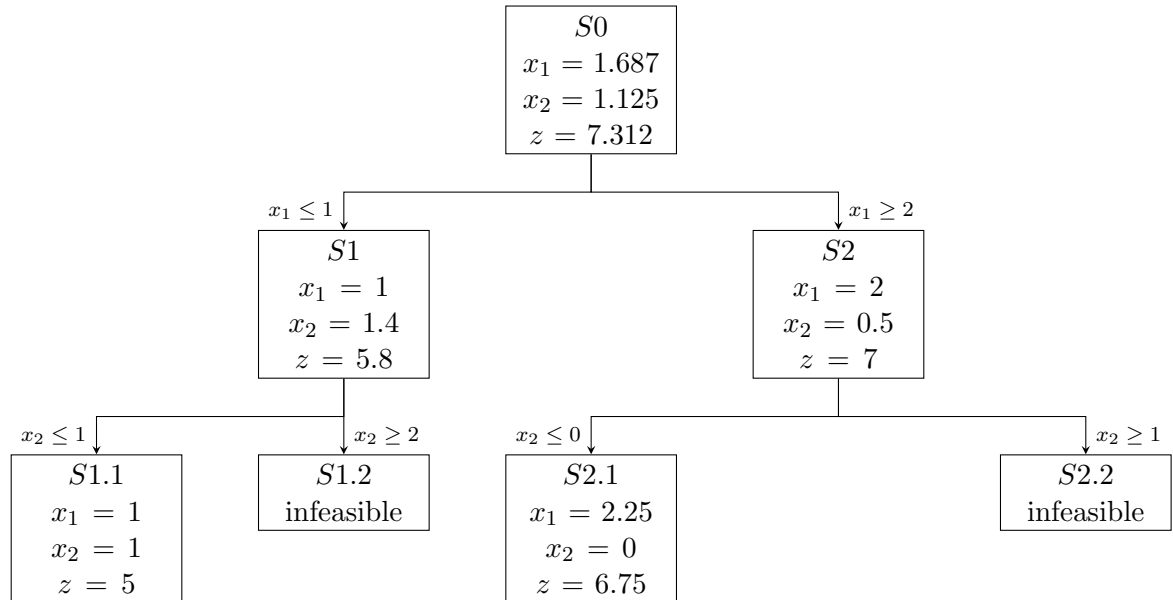 S0
x₁ = 1.687
x₂ = 1.125
z = 7.312
x₁ ≤ 1
x₁ ≥ 2
S1
x₁ = 1
x₂ = 1.4
z = 5.8
S2
x₁ = 2
x₂ = 0.5
z = 7
x₂ ≤ 1
x₂ ≥ 2
x₂ ≤ 0
x₂ ≥ 1
S1.1
x₁ = 1
x₂ = 1
z = 5
S1.2
infeasible
S2.1
x₁ = 2.25
x₂ = 0
z = 6.75
S2.2
infeasible